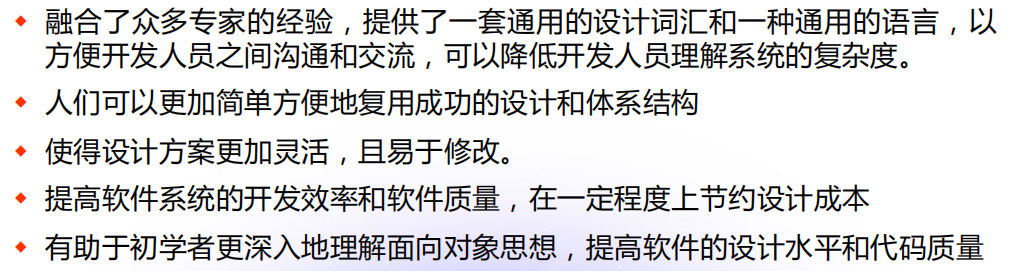 融合了众多专家的经验，提供了一套通用的设计词汇和一种通用的语言，以
方便开发人员之间沟通和交流，可以降低开发人员理解系统的复杂度。
人们可以更加简单方便地复用成功的设计和体系结构
使得设计方案更加灵活，且易于修改。
提高软件系统的开发效率和软件质量，在一定程度上节约设计成本
有助于初学者更深入地理解面向对象思想，提高软件的设计水平和代码质量